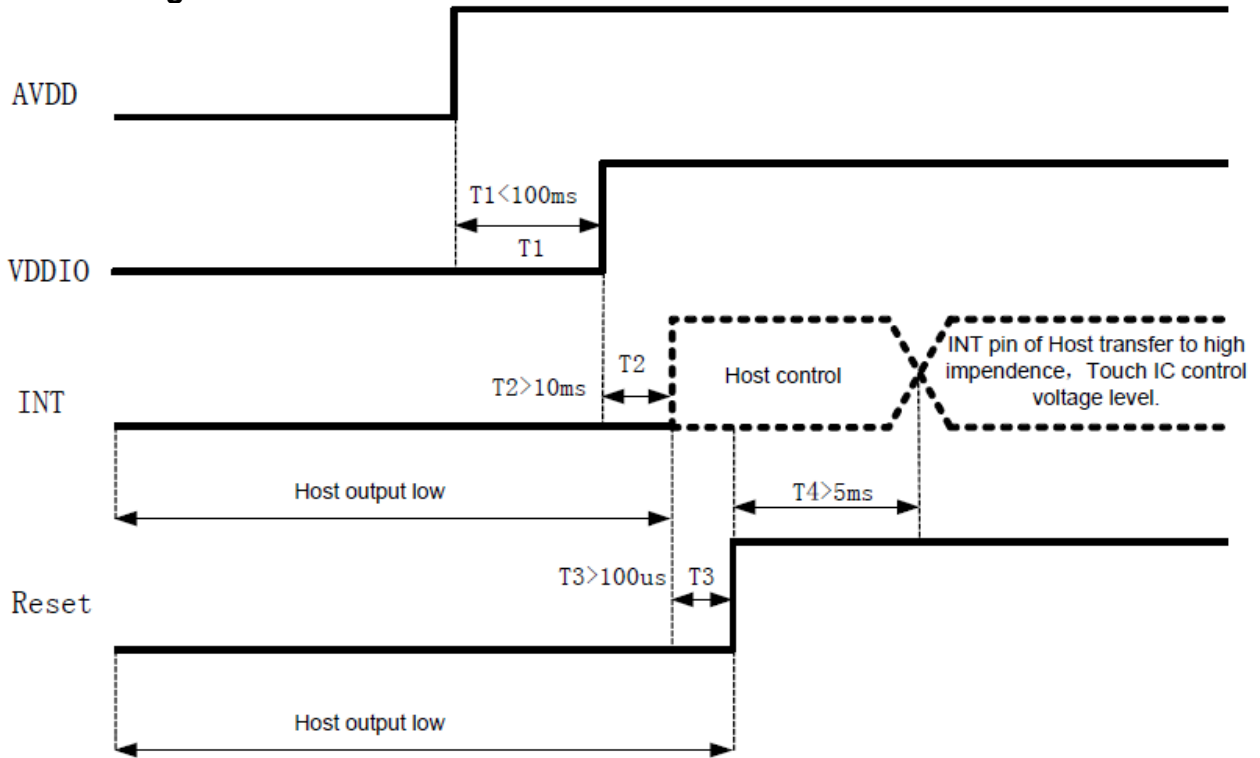 AVDD
T1<100ms
T1
VDDIO
T2
T2>10ms
INT
Host control
INT pin of Host transfer to high
impendence，Touch IC control
voltage level.
Host output low
T4>5ms
T3>100us
T3
Reset
Host output low